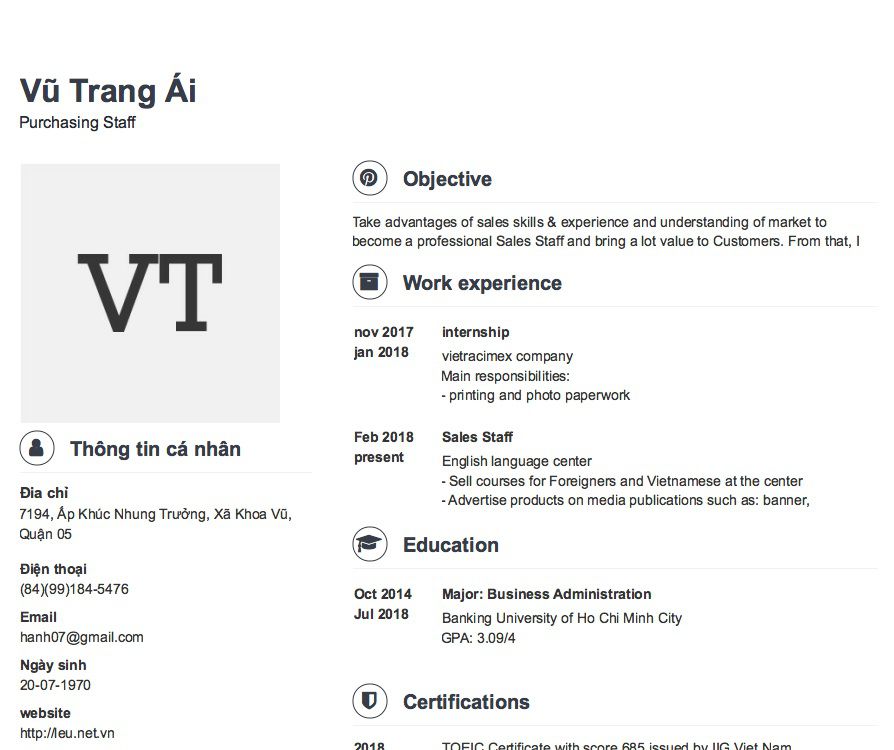 Vũ Trang Ái
Purchasing Staff
VT
Thông tin cá nhân
Đia chỉ
7194, Ấp Khúc Nhung Trưởng, Xã Khoa Vũ,
Quận 05
Điện thoại
(84)(99)184-5476
Email
hanh07@gmail.com
Ngày sinh
20-07-1970
website
http://leu.net.vn
Objective
Take advantages of sales skills & experience and understanding of market to
become a professional Sales Staff and bring a lot value to Customers. From that, I
Work experience
nov 2017
jan 2018
internship
vietracimex company
Main responsibilities:
- printing and photo paperwork
Feb 2018
present
Sales Staff
English language center
- Sell courses for Foreigners and Vietnamese at the center
- Advertise products on media publications such as: banner,
Education
Oct 2014
Jul 2018
Major: Business Administration
Banking University of Ho Chi Minh City
GPA: 3.09/4
Certifications
2018
TOEIC Certificate with score 685 issued by IIG Viet Nam